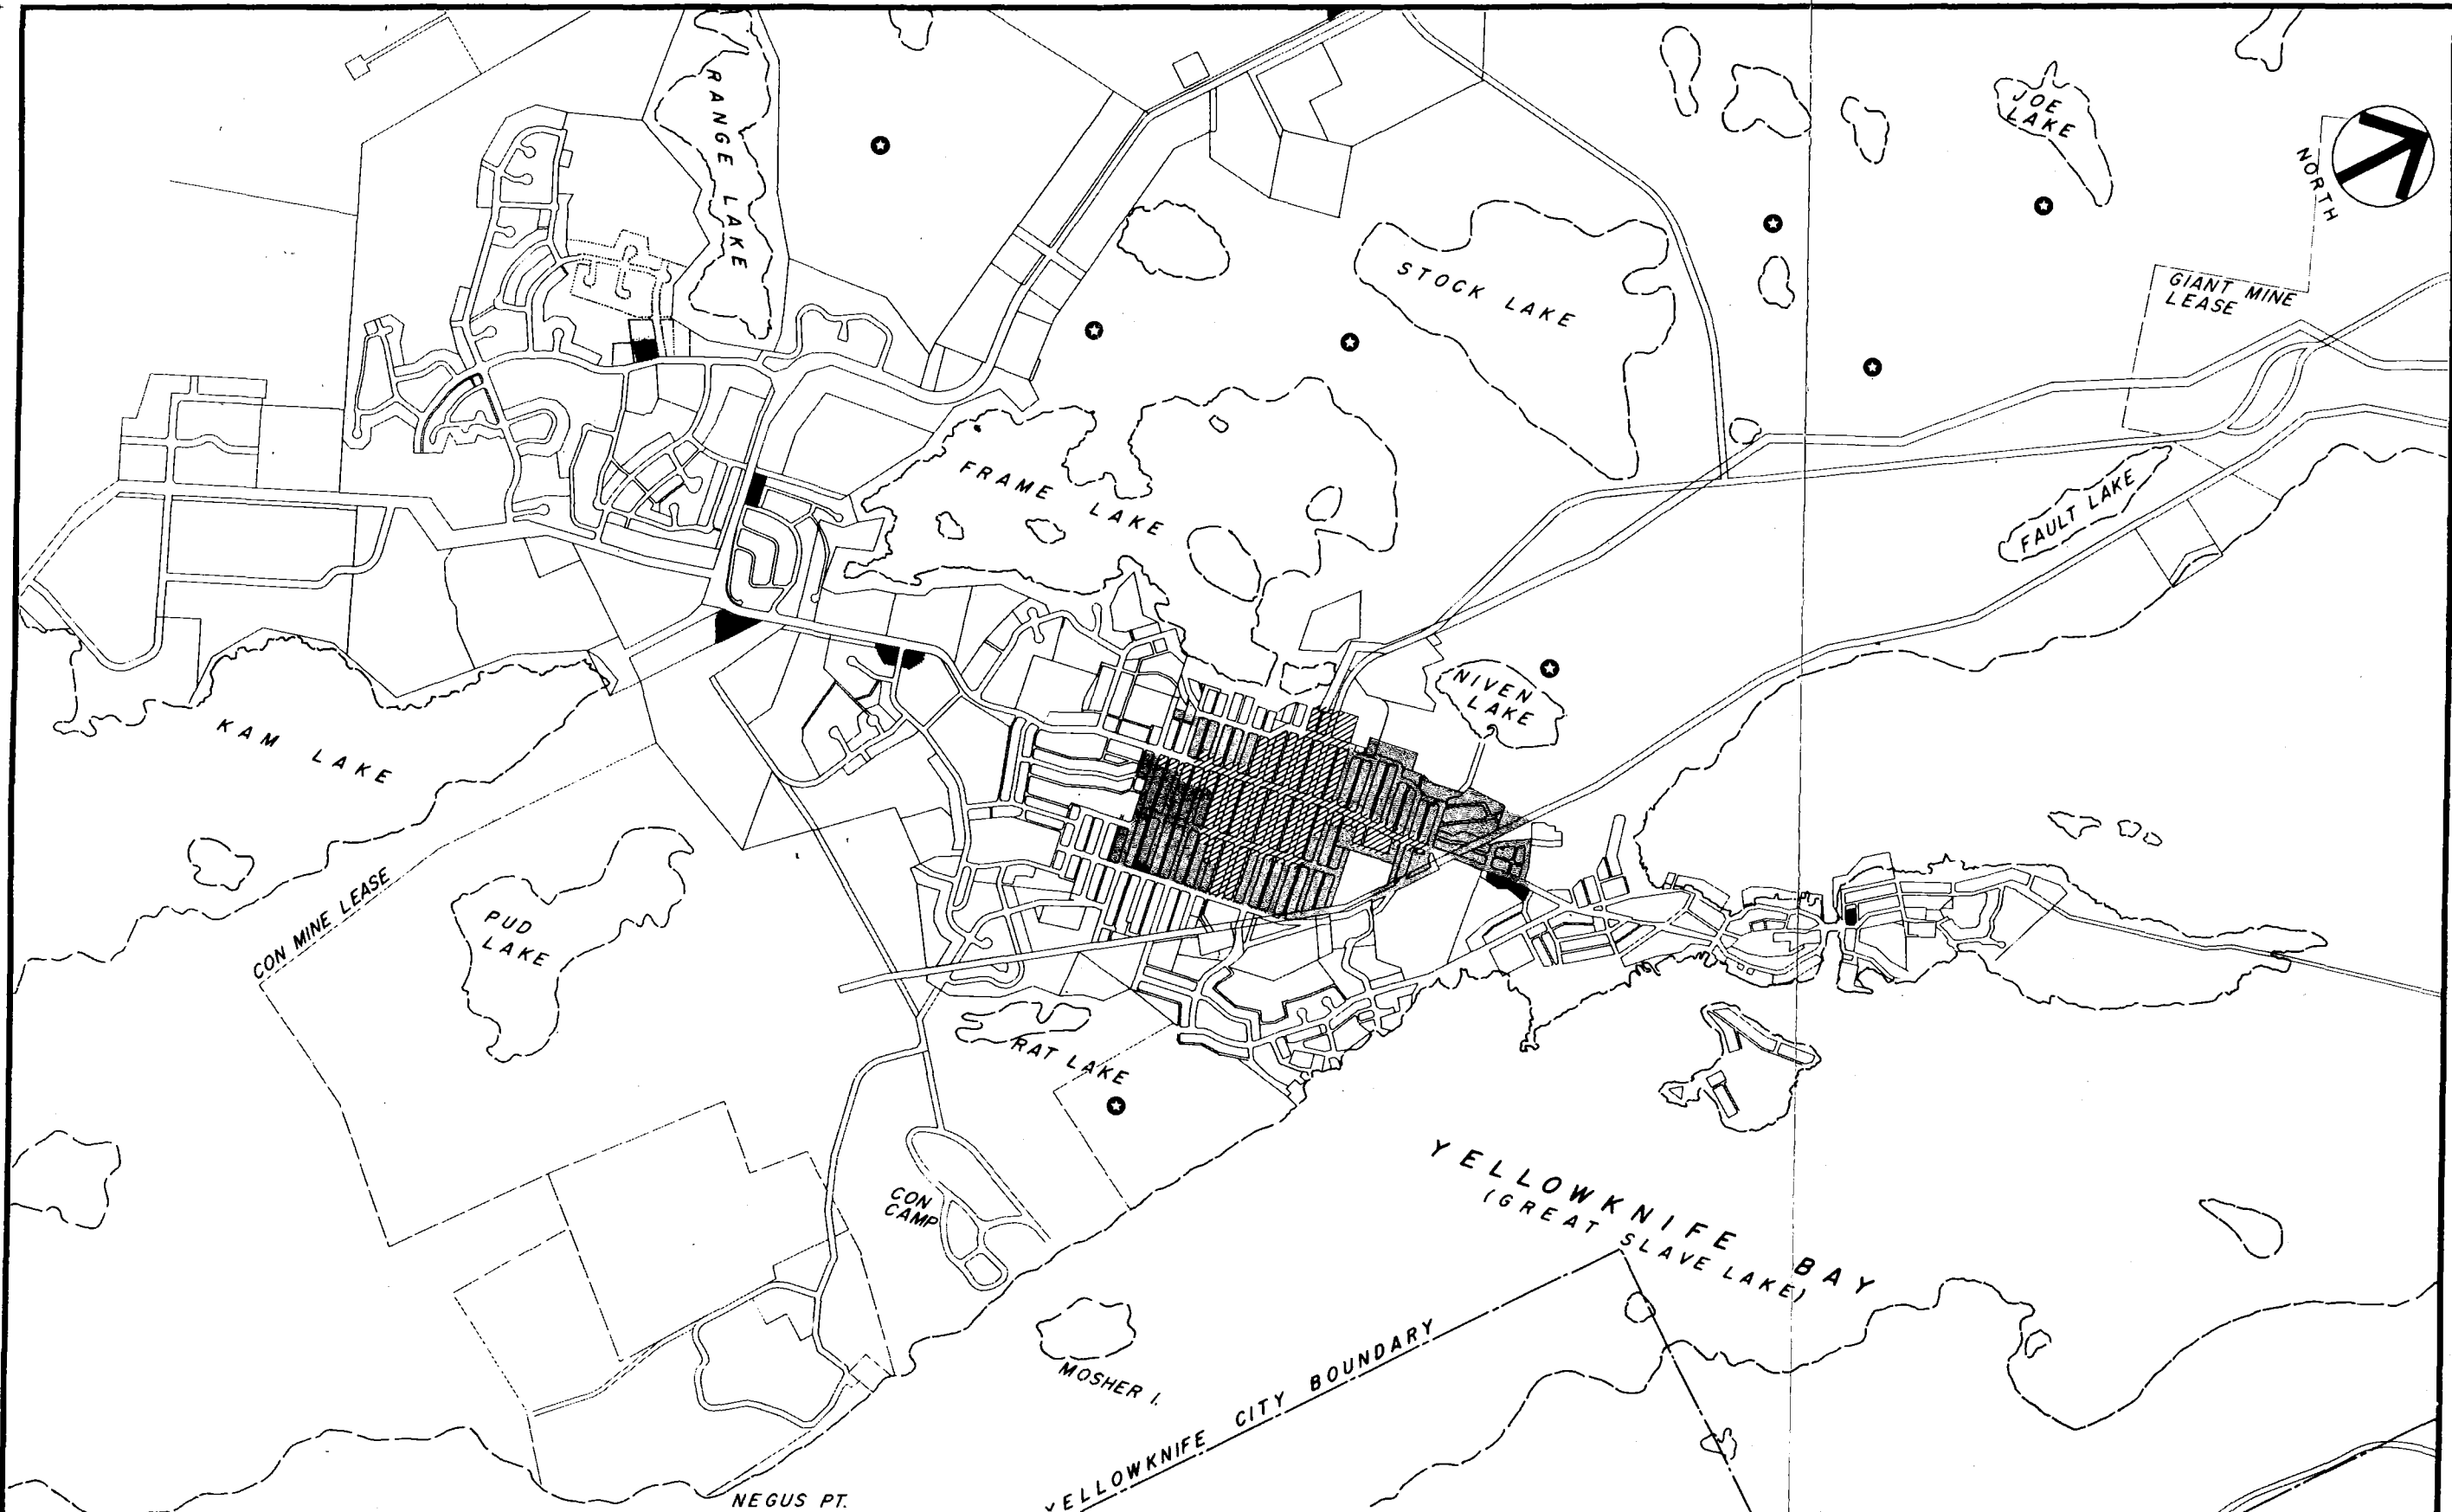 RANGE LAKE
JOE
LAKE
NORTH
STOCK LAKE
GIANT MINE
LEASE
FRAME LAKE
FAULT LAKE
NIVEN
LAKE
KAM LAKE
CON MINE LEASE
PUD
LAKE
RAT LAKE
CON
CAMP
YELLOWKNIFE BAY
(GREAT SLAVE LAKE)
MOSHER I.
YELLOWKNIFE CITY BOUNDARY
NEGUS PT.